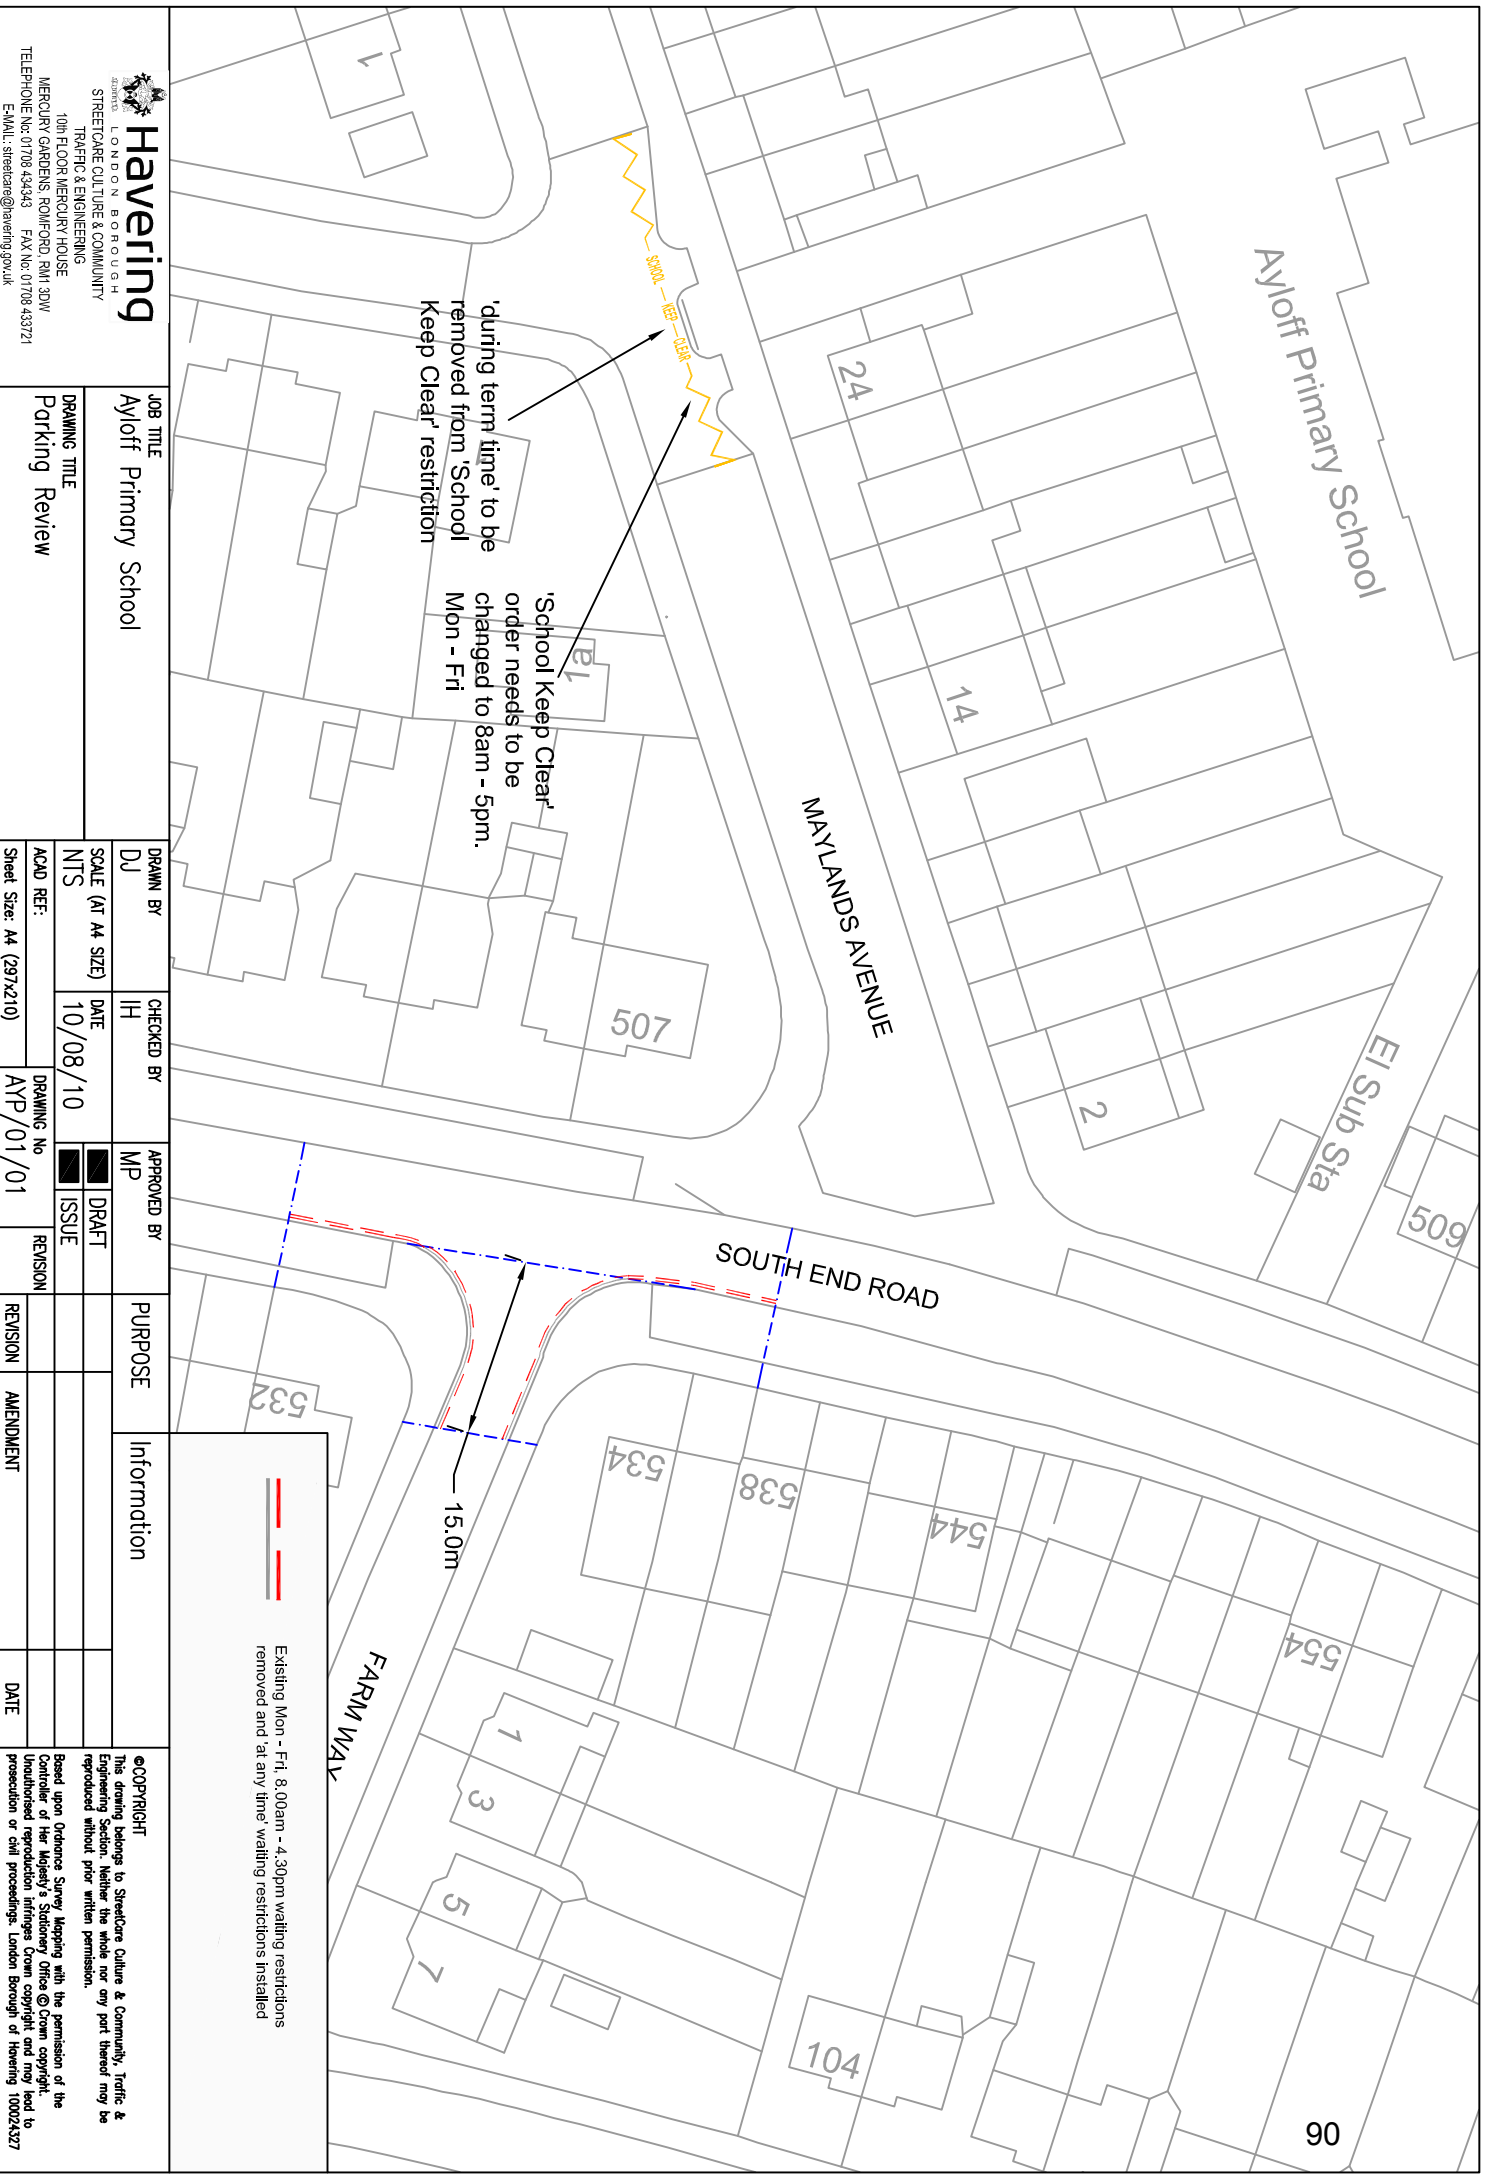 Ayloff Primary School
El Sub Sta
509
24
14
2
1
1
1a
507
MAYLANDS AVENUE
SOUTH END ROAD
FARM WAY
SCHOOL KEEP CLEAR
'during term time' to be
removed from 'School
Keep Clear' restriction
'School Keep Clear'
order needs to be
changed to 8am - 5pm.
Mon - Fri
15.0m
532
534
538
544
554
1
3
5
7
104
90
Existing Mon - Fri, 8.00am - 4.30pm waiting restrictions
removed and 'at any time' waiting restrictions installed
Havering
LONDON BOROUGH
STREETCARE CULTURE & COMMUNITY
TRAFFIC & ENGINEERING
10th FLOOR MERCURY HOUSE
MERCURY GARDENS, ROMFORD, RM1 3DW
TELEPHONE No: 01708 434343 FAX No: 01708 433721
E-MAIL: streetcare@havering.gov.uk
JOB TITLE
Ayloff Primary School
DRAWING TITLE
Parking Review
DRAWN BY
DJ
CHECKED BY
IH
APPROVED BY
MP
PURPOSE
Information
SCALE (AT A4 SIZE)
NTS
DATE
10/08/10
DRAFT
ISSUE
ACAD REF:
Sheet Size: A4 (297x210)
DRAWING No
AYP/01/01
REVISION
REVISION
AMENDMENT
DATE
©COPYRIGHT
This drawing belongs to StreetCare Culture & Community, Traffic &
Engineering Section. Neither the whole nor any part thereof may be
reproduced without prior written permission.
Based upon Ordnance Survey Mapping with the permission of the
Controller of Her Majesty's Stationery Office © Crown copyright.
Unauthorised reproduction infringes Crown copyright and may lead to
prosecution or civil proceedings. London Borough of Havering 100024327